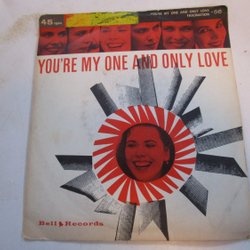 45 rpm
YOU'RE MY ONE AND ONLY LOVE
FASCINATION
YOU'RE MY ONE AND ONLY LOVE
Bell Records